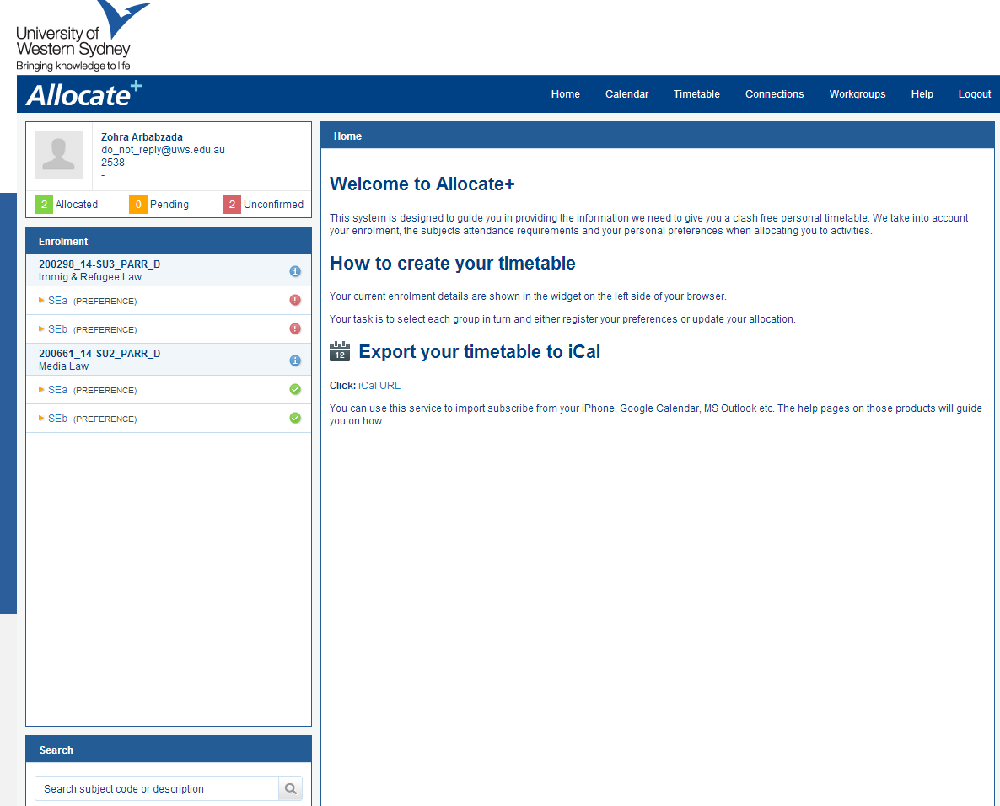 University of
Western Sydney
Bringing knowledge to life
Allocate+
Home Calendar Timetable Connections Workgroups Help Logout
Zohra Arbabzada
do_not_reply@uws.edu.au
2538
-
2 Allocated 0 Pending 2 Unconfirmed
Enrolment
200298_14-SU3_PARR_D
Immig & Refugee Law
SEa (PREFERENCE)
SEb (PREFERENCE)
200661_14-SU2_PARR_D
Media Law
SEa (PREFERENCE)
SEb (PREFERENCE)
Search
Search subject code or description
Home
Welcome to Allocate+
This system is designed to guide you in providing the information we need to give you a clash free personal timetable. We take into account
your enrolment, the subjects attendance requirements and your personal preferences when allocating you to activities.
How to create your timetable
Your current enrolment details are shown in the widget on the left side of your browser.
Your task is to select each group in turn and either register your preferences or update your allocation.
12 Export your timetable to iCal
Click: iCal URL
You can use this service to import subscribe from your iPhone, Google Calendar, MS Outlook etc. The help pages on those products will guide
you on how.